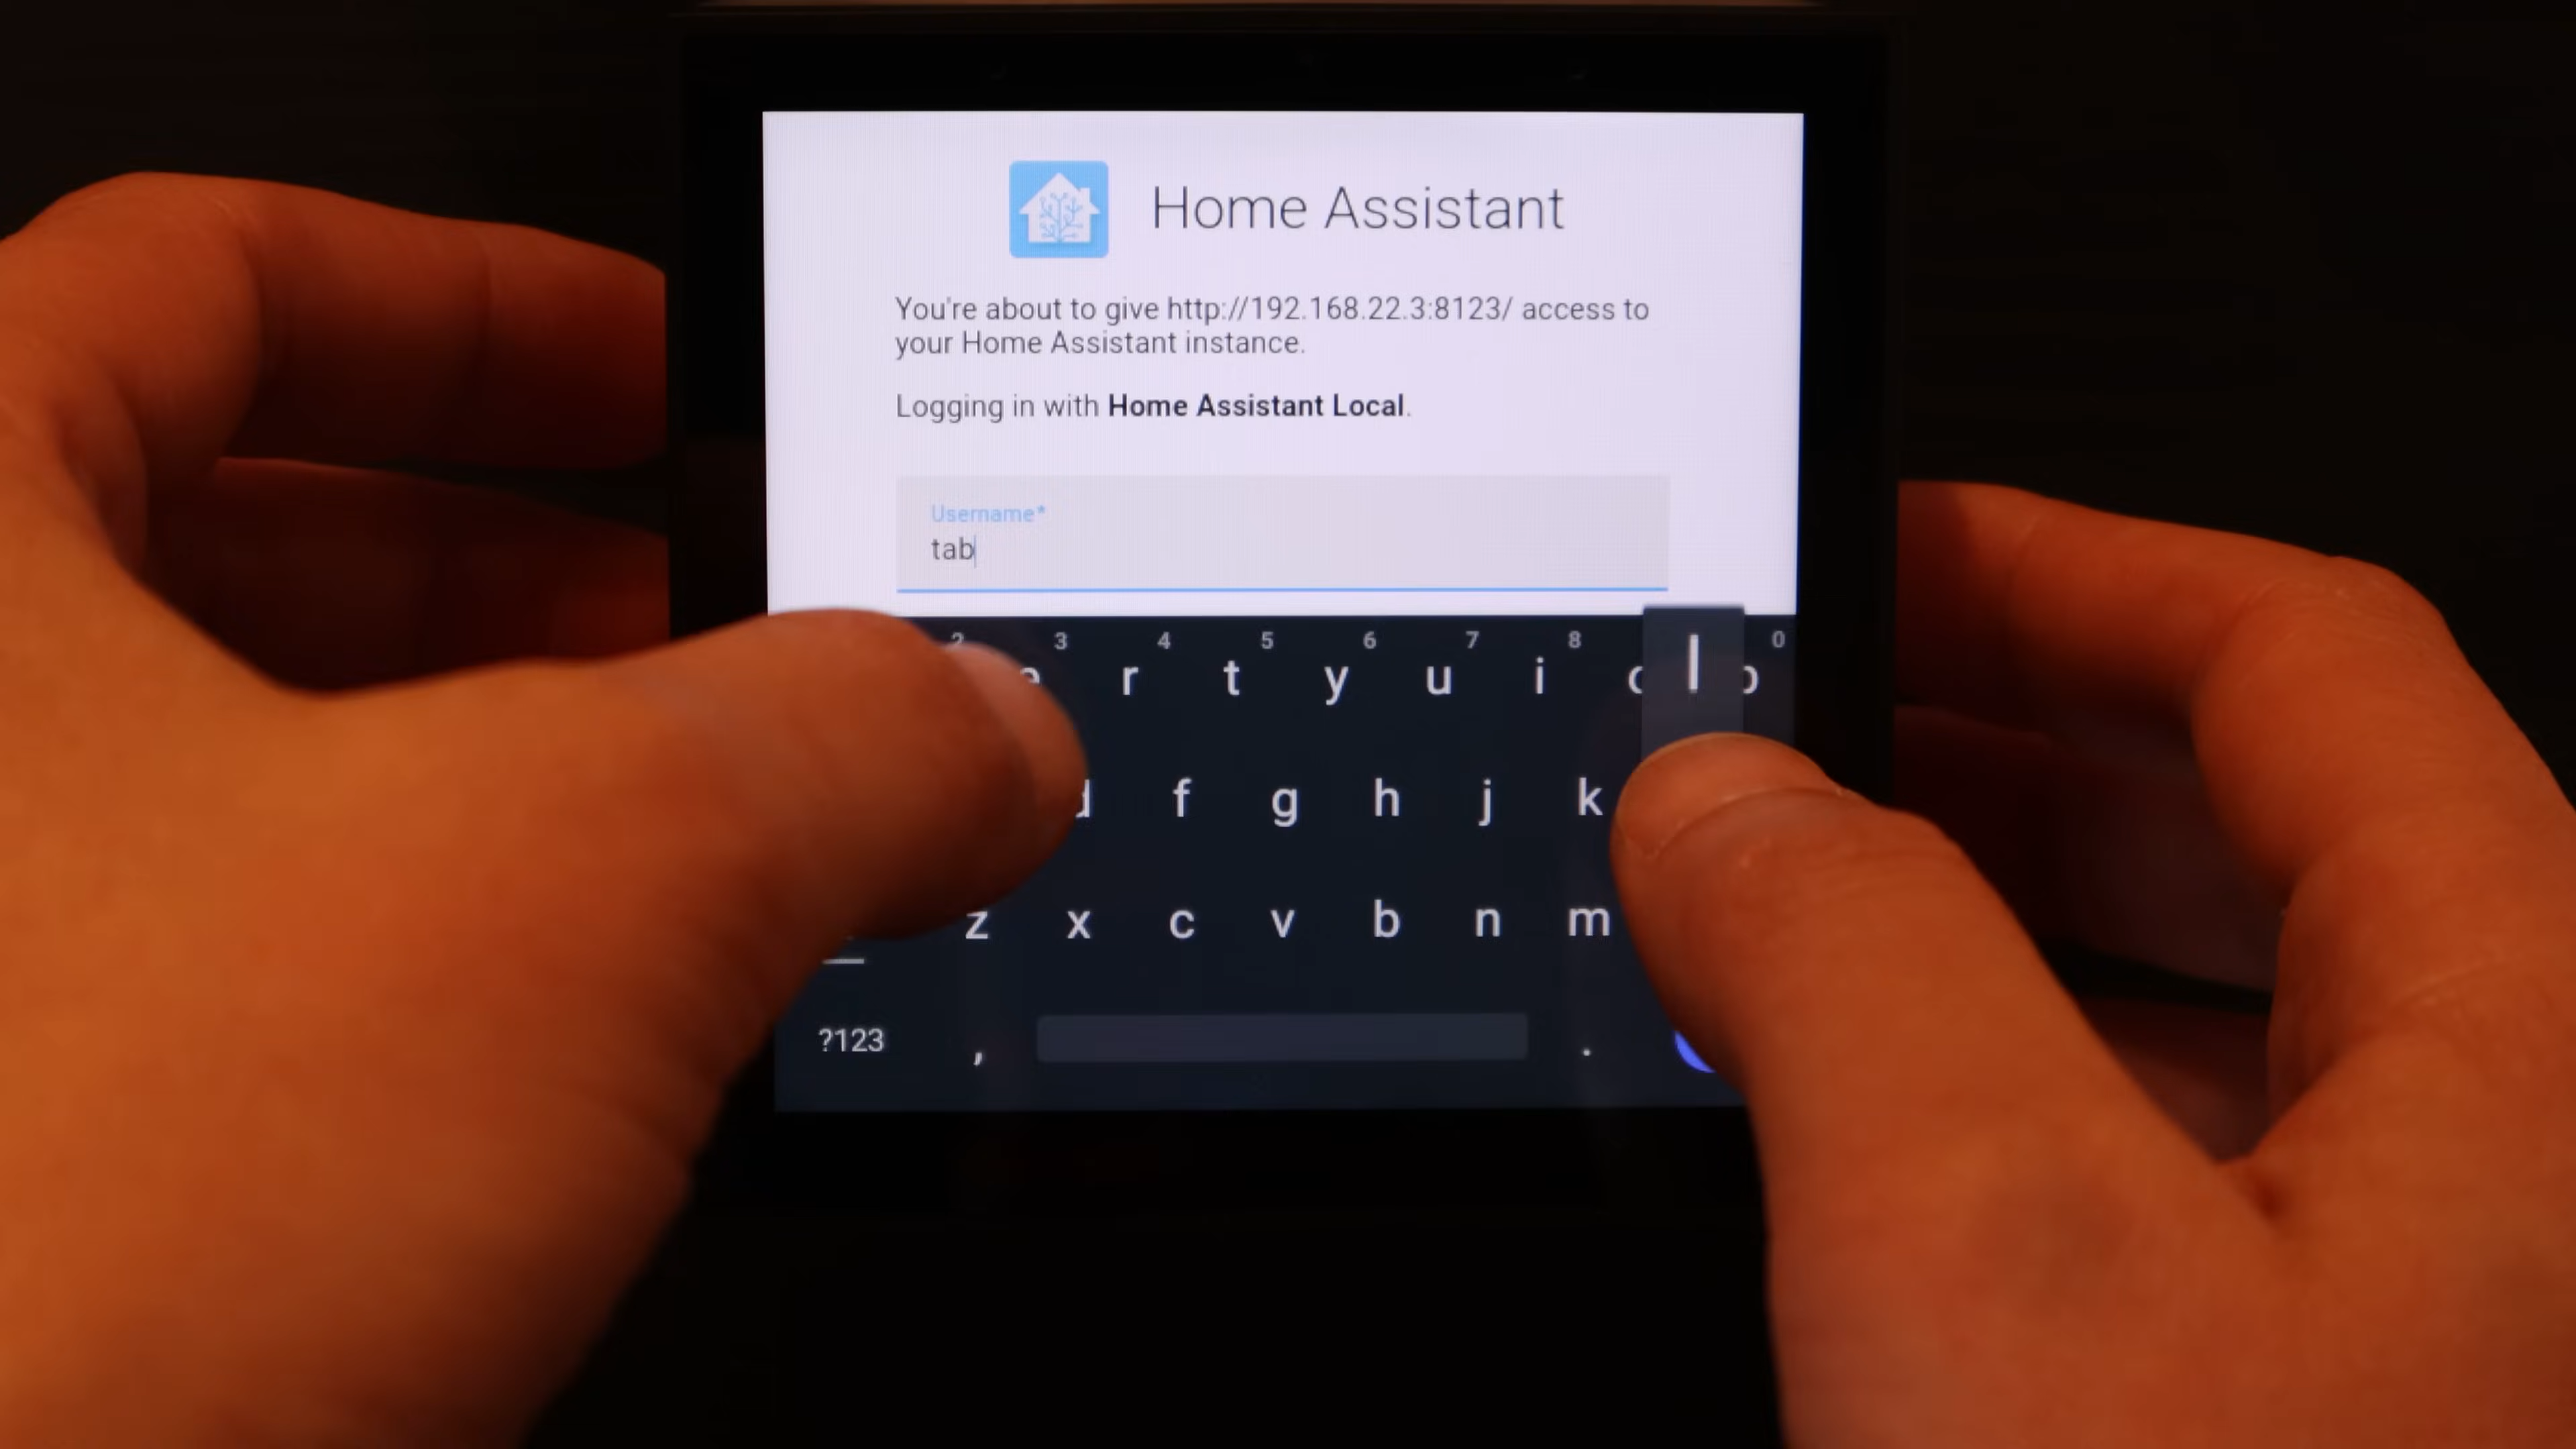 Home Assistant
You're about to give http://192.168.22.3:8123/ access to
your Home Assistant instance.
Logging in with Home Assistant Local.
Username*
tab
2 3 4 5 6 7 8 0
r t y u i l
f g h j k
z x c v b n m
?123 , .